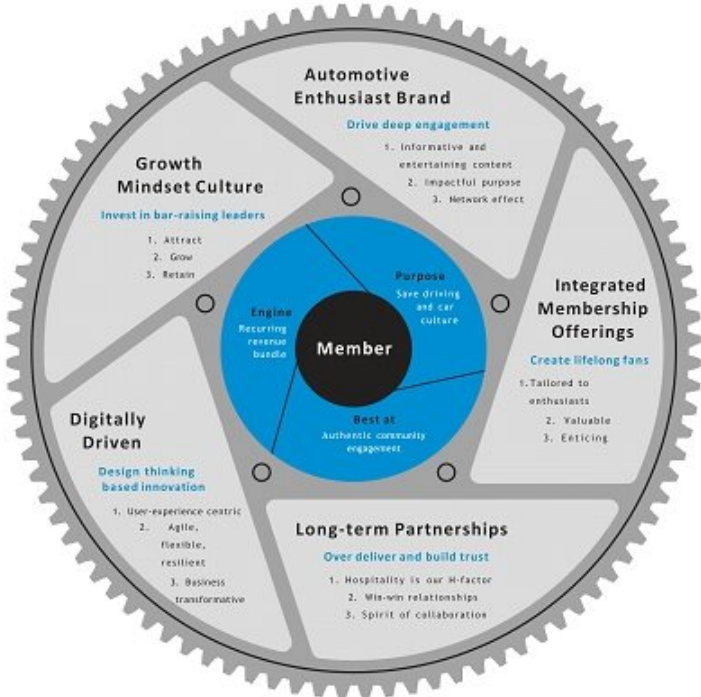 Automotive
Enthusiast Brand
Drive deep engagement
1. Informative and
entertaining content
2. Impactful purpose
3. Network effect
Growth
Mindset Culture
Invest in bar-raising leaders
1. Attract
2. Grow
3. Retain
Integrated
Membership
Offerings
Create lifelong fans
1.Tailored to
enthusiasts
2. Valuable
3. Enticing
Purpose
Save driving
and car
culture
Engine
Recurring
revenue
bundle
Member
Best at
Authentic community
engagement
Digitally
Driven
Design thinking
based innovation
1. User-experience centric
2. Agile,
flexible,
resilient
3. Business
transformative
Long-term Partnerships
Over deliver and build trust
1. Hospitality is our H-factor
2. Win-win relationships
3. Spirit of collaboration